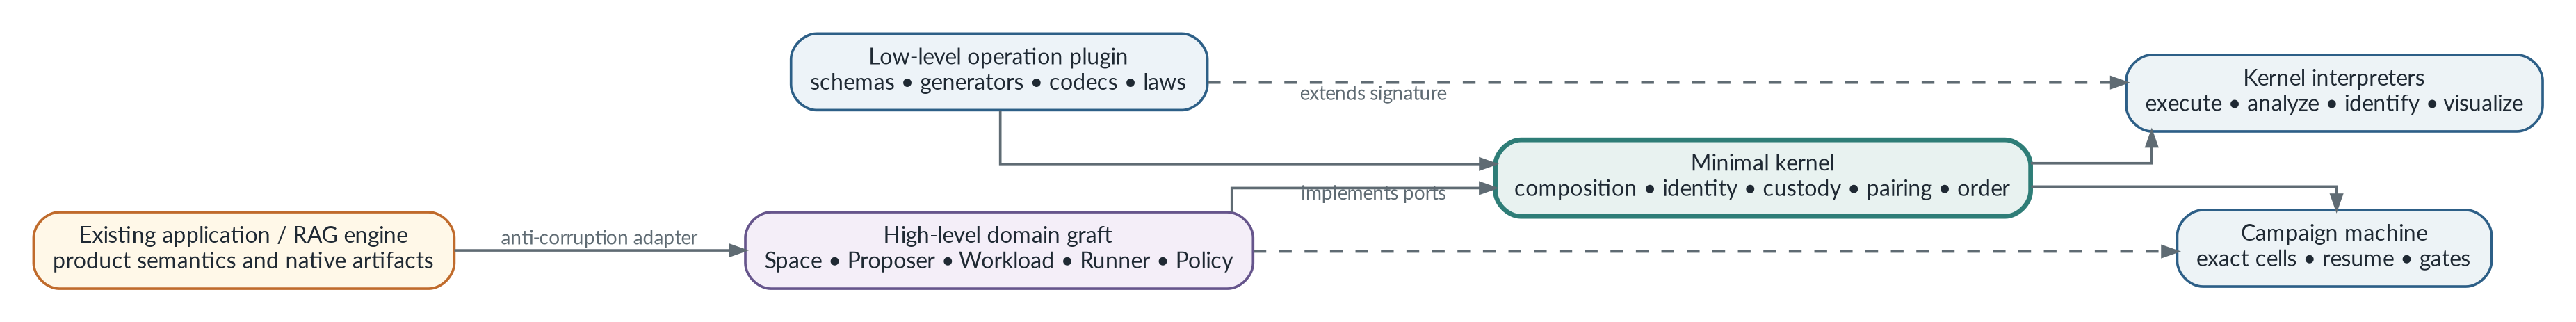 Low-level operation plugin
schemas • generators • codecs • laws
extends signature
Kernel interpreters
execute • analyze • identify • visualize
Minimal kernel
composition • identity • custody • pairing • order
implements ports
Existing application / RAG engine
product semantics and native artifacts
anti-corruption adapter
High-level domain graft
Space • Proposer • Workload • Runner • Policy
Campaign machine
exact cells • resume • gates